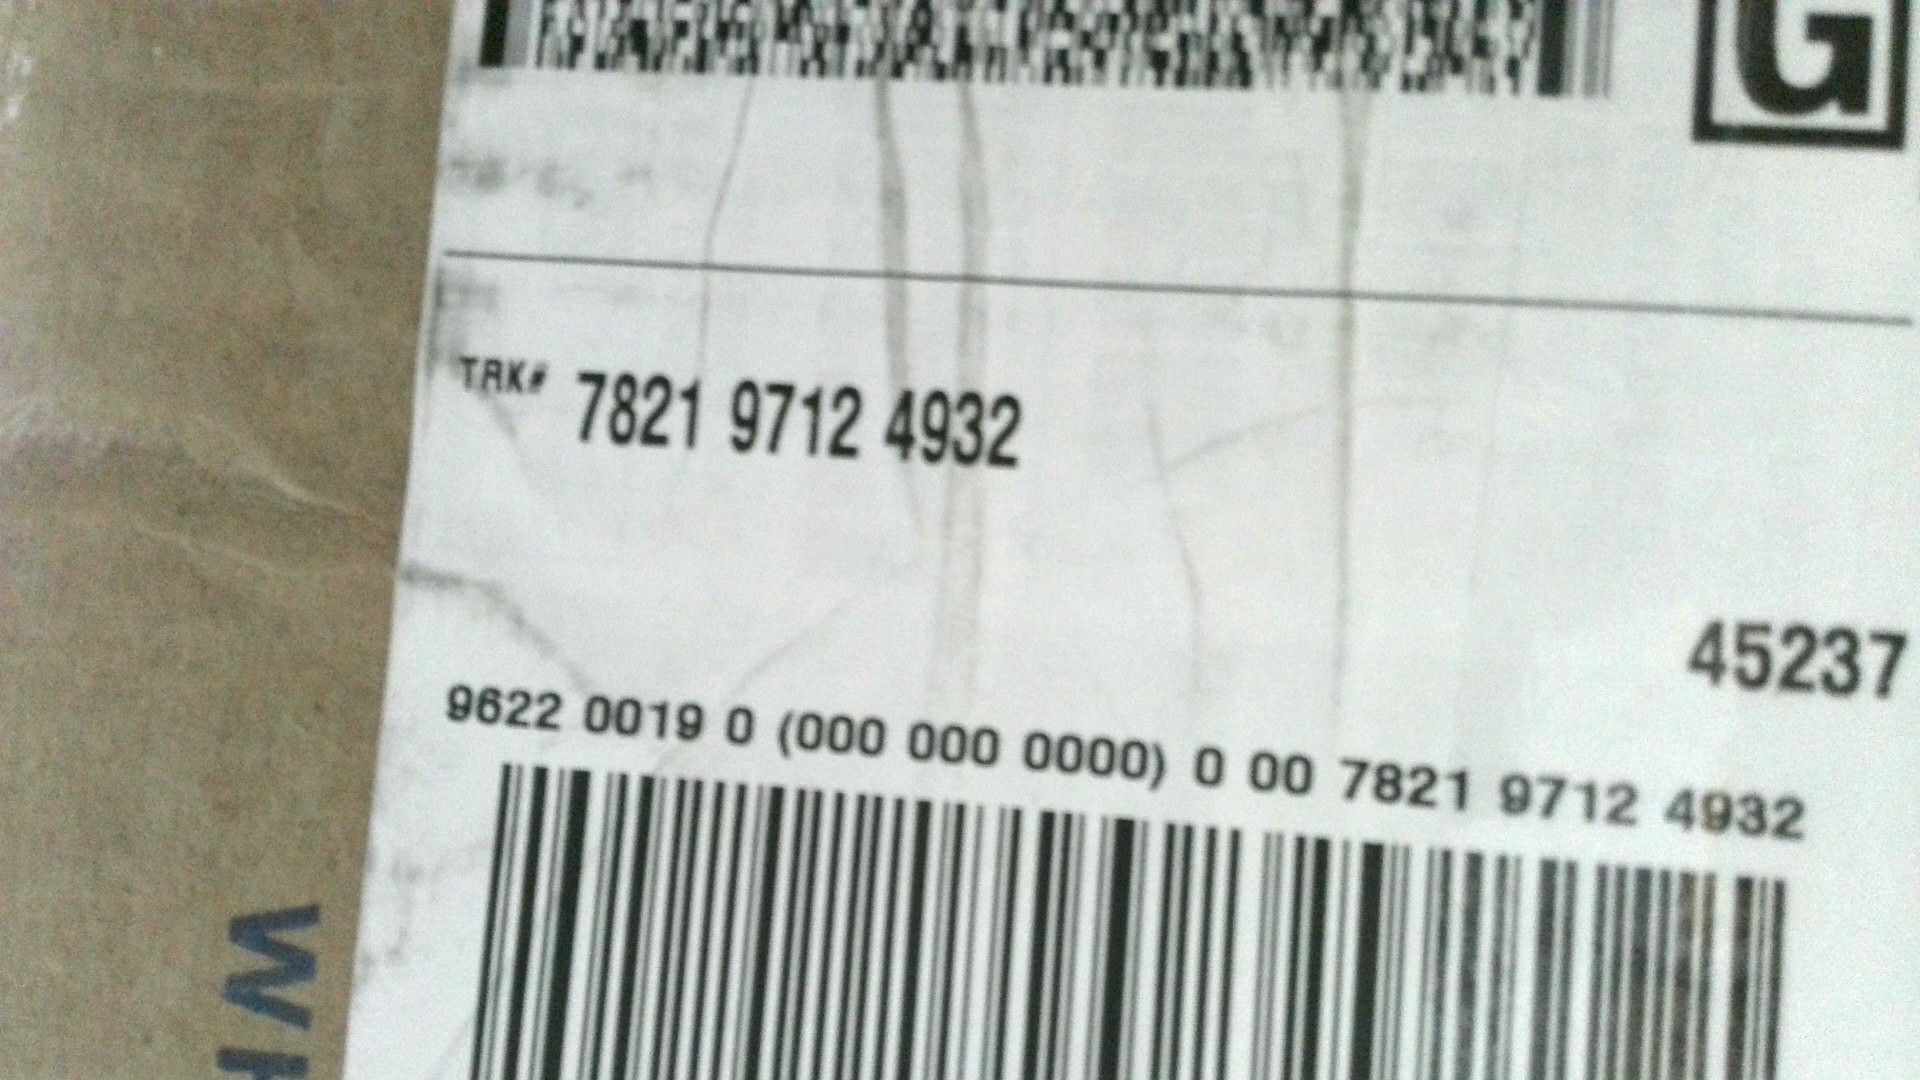 G
TRK# 7821 9712 4932
45237
9622 0019 0 (000 000 0000) 0 00 7821 9712 4932
W